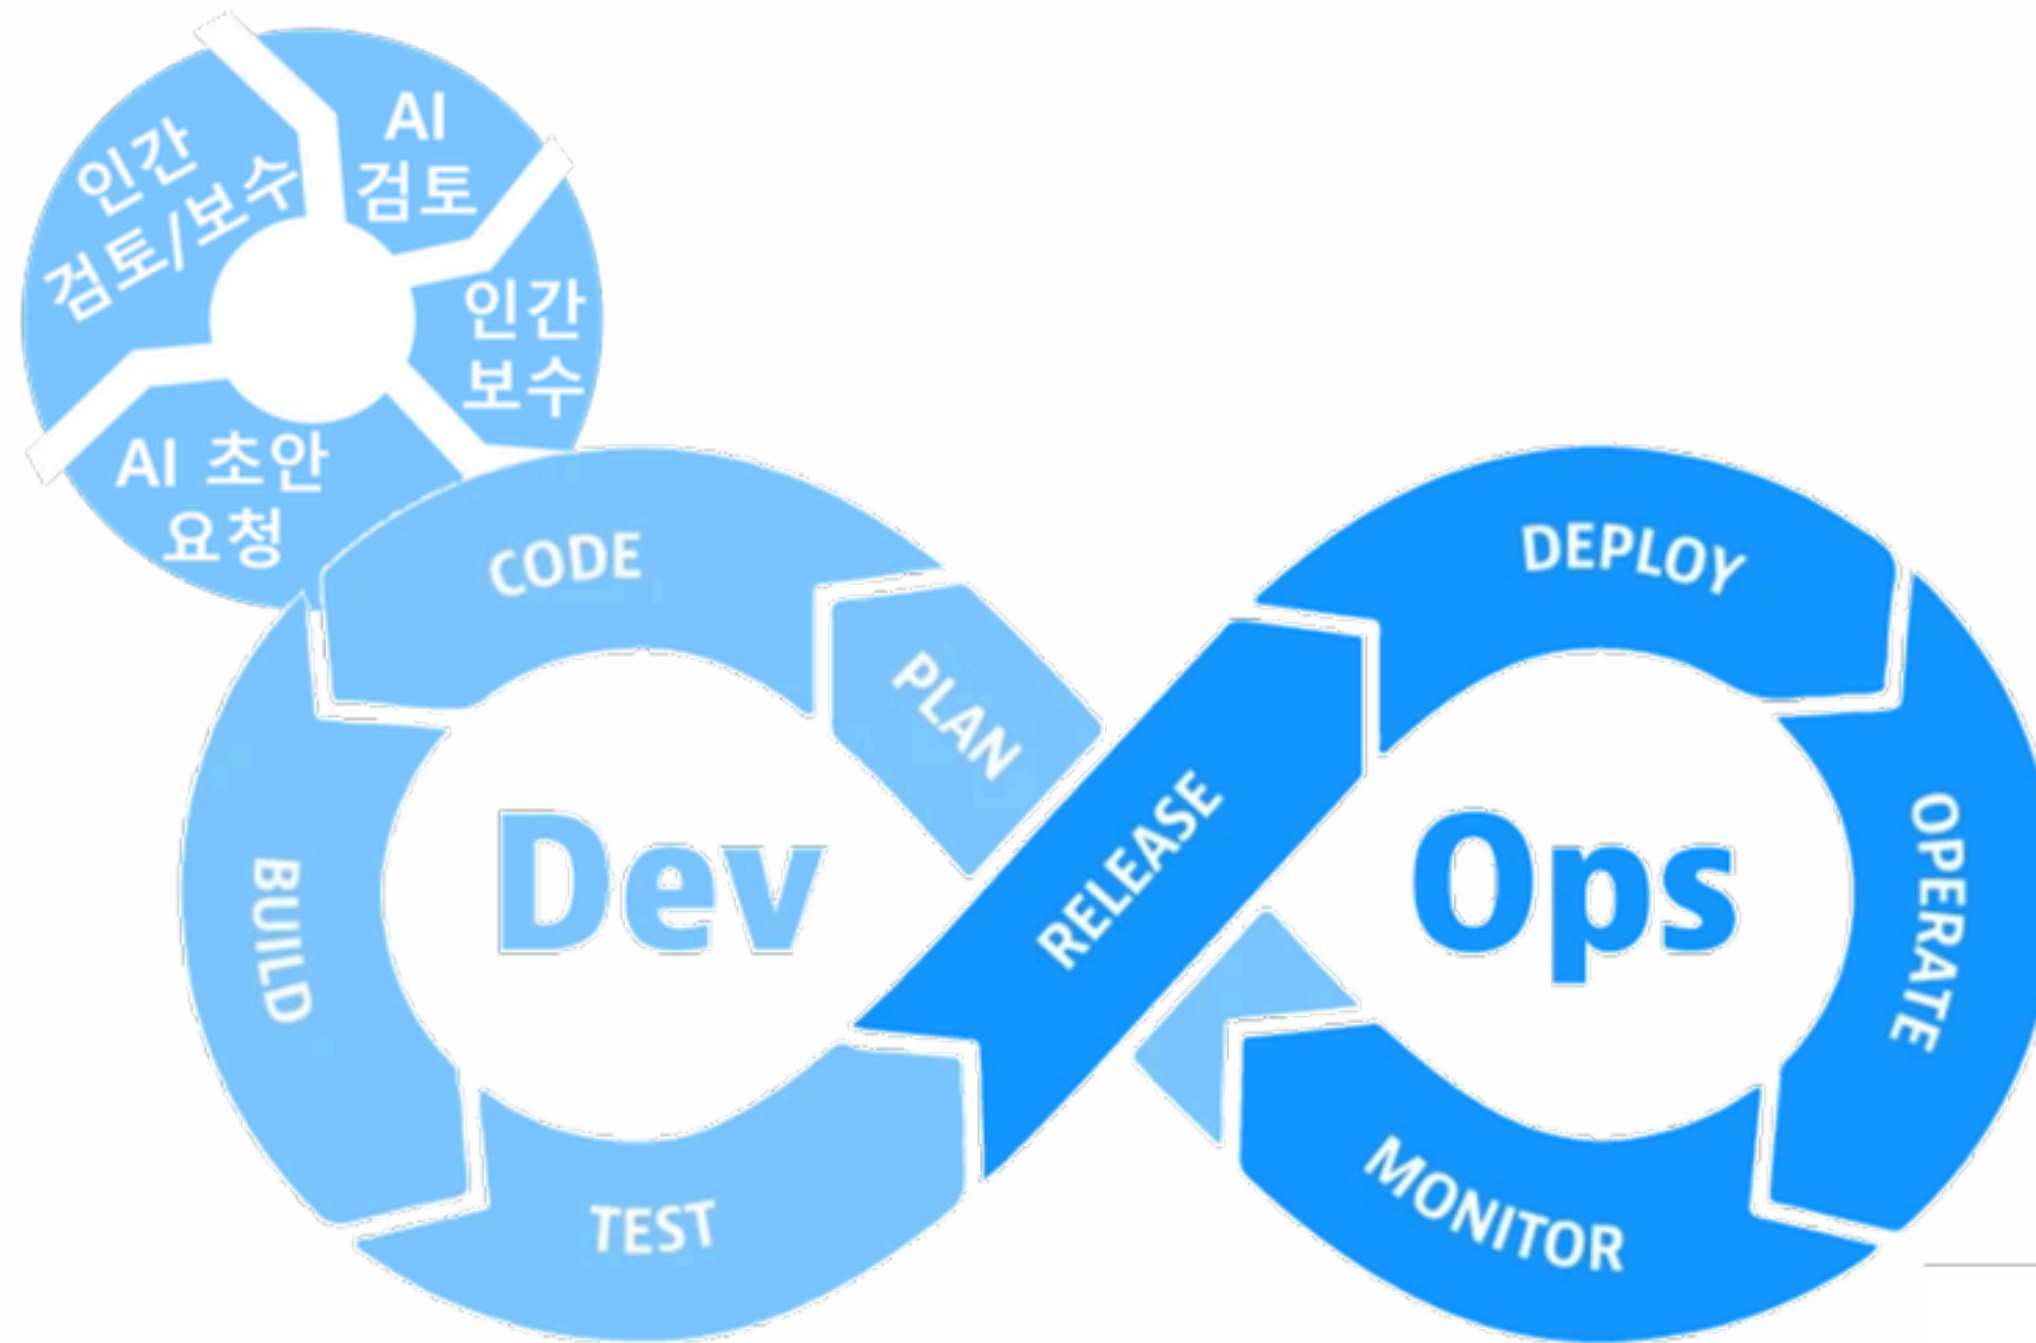 인간
검토/보수
AI
검토
인간
보수
AI 초안
요청
CODE
PLAN
BUILD
TEST
Dev
RELEASE
DEPLOY
OPERATE
MONITOR
Ops